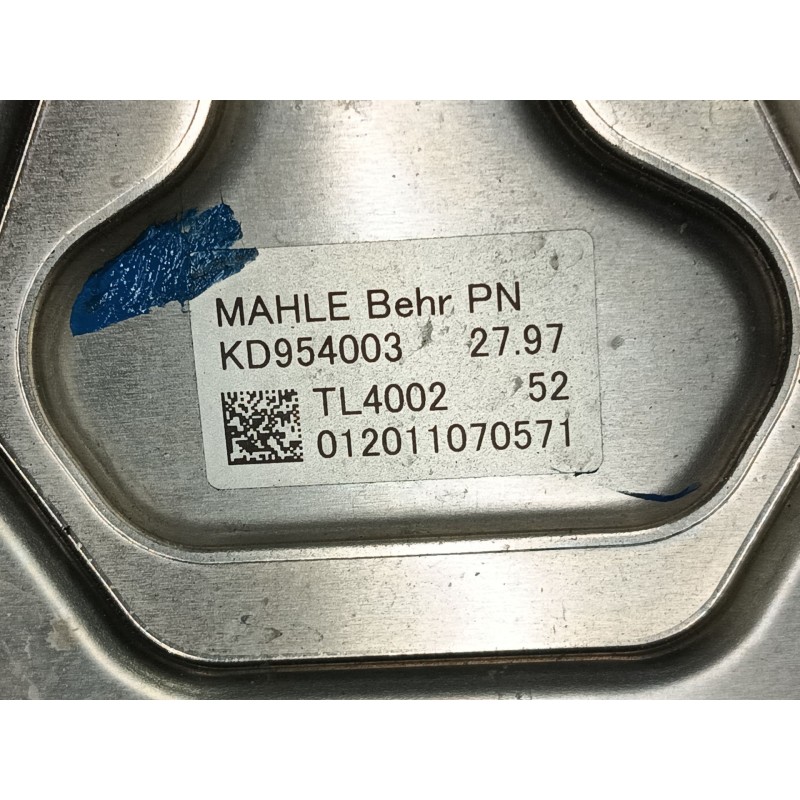 MAHLE Behr PN
KD954003 27.97
TL4002 52
012011070571